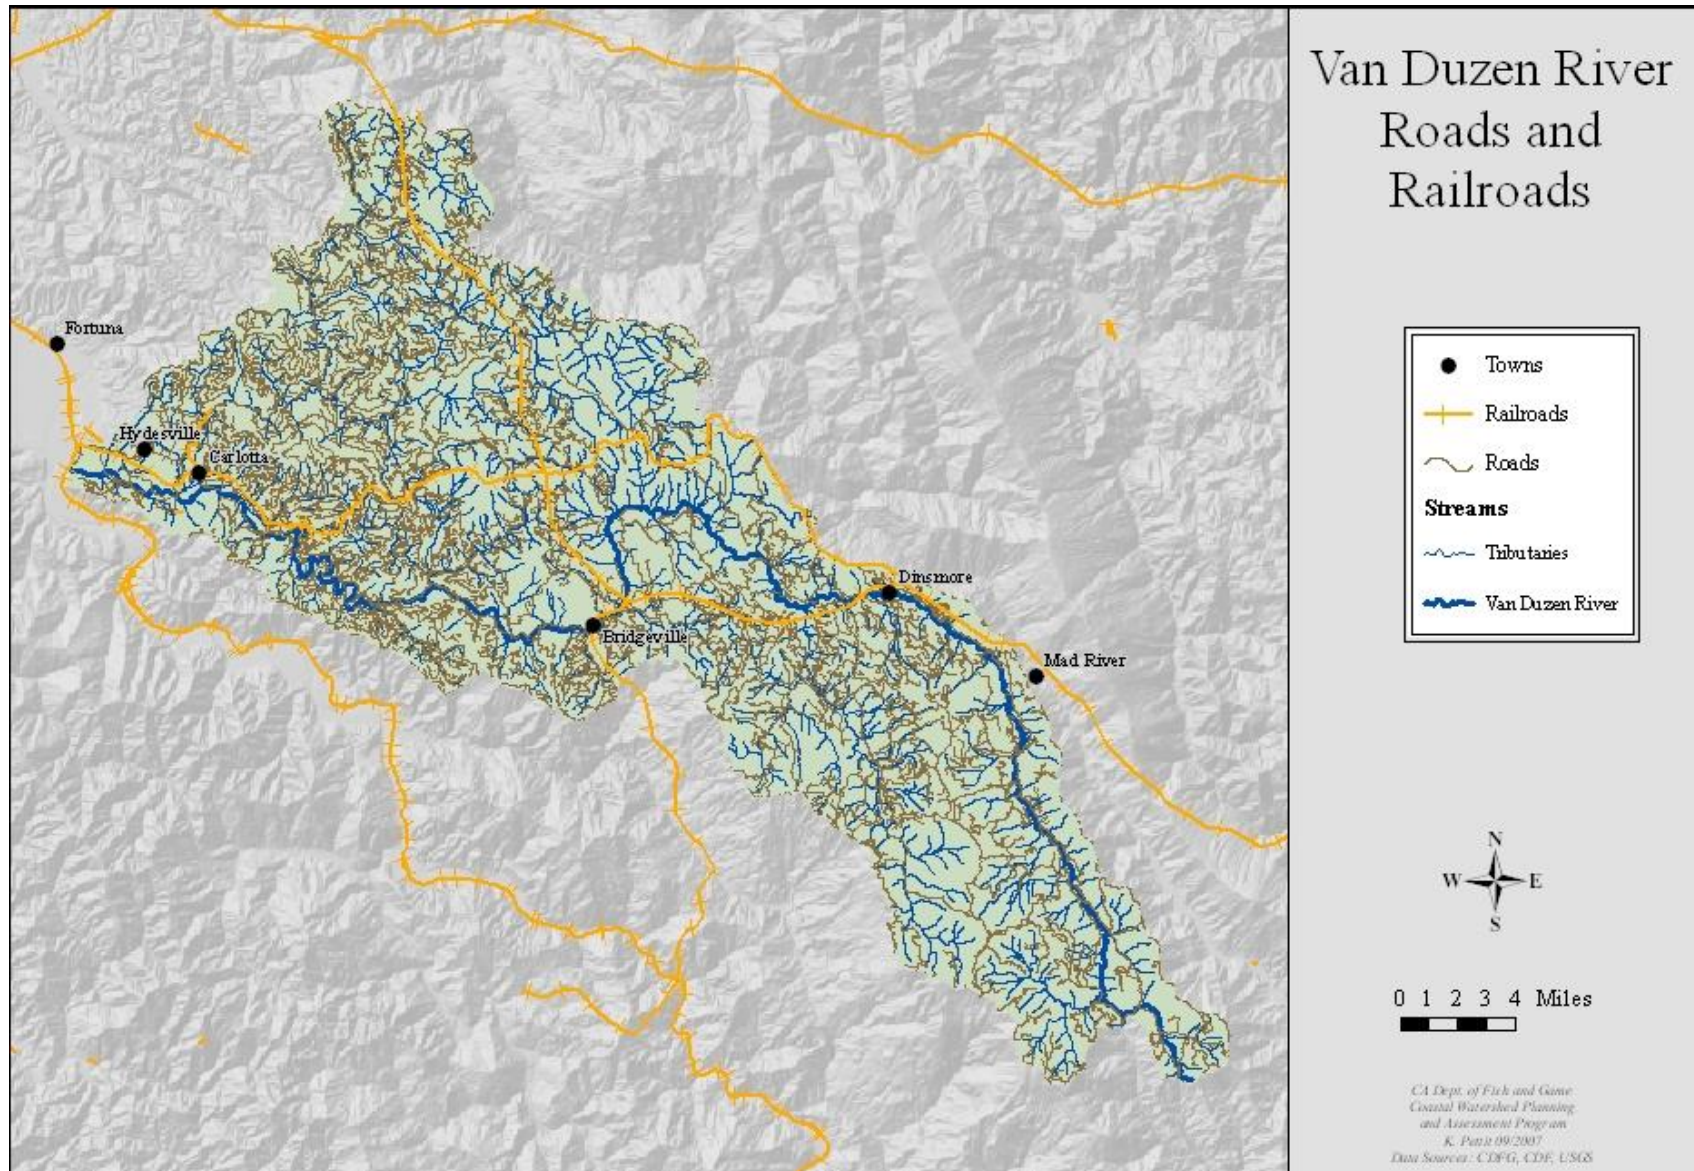 Van Duzen River
Roads and
Railroads
Fortuna
Hydesville
Carlotta
Dinsmore
Bridgeville
Mad River
Towns
Railroads
Roads
Streams
Tributaries
Van Duzen River
N
W E
S
0 1 2 3 4 Miles
CA Dept. of Fish and Game
Coastal Watershed Planning
and Assessment Program
K. Pettit 09/2007
Data Sources: CDFG, CDF, USGS